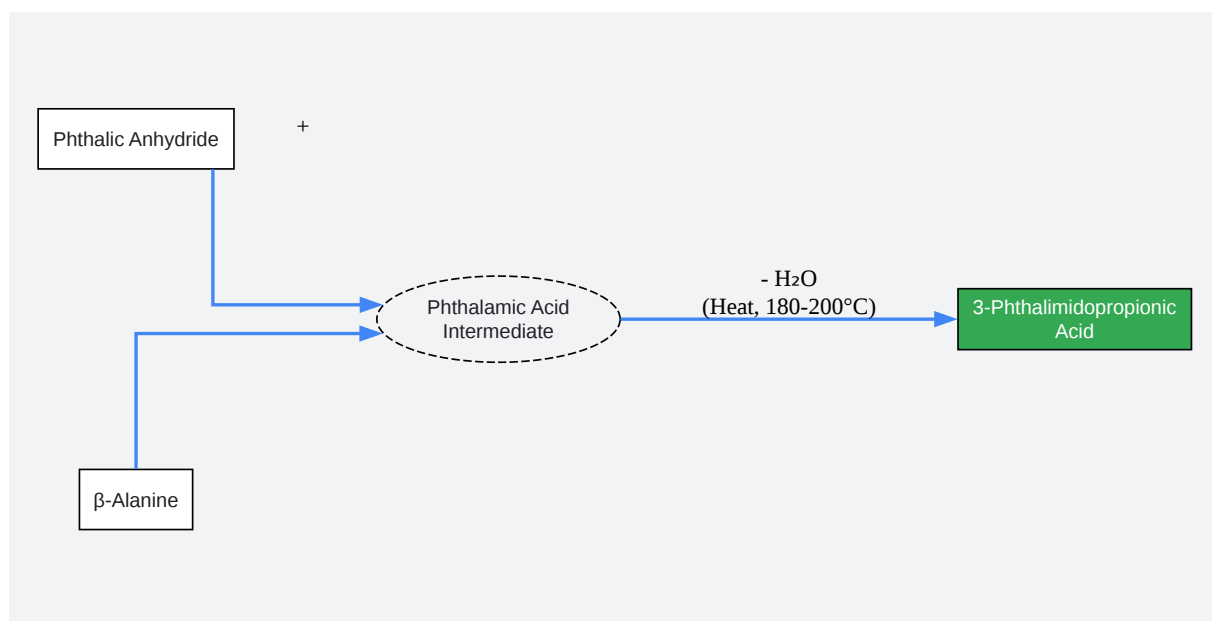 Phthalic Anhydride
+
- H₂O
(Heat, 180-200°C)
Phthalamic Acid
Intermediate
3-Phthalimidopropionic
Acid
β-Alanine